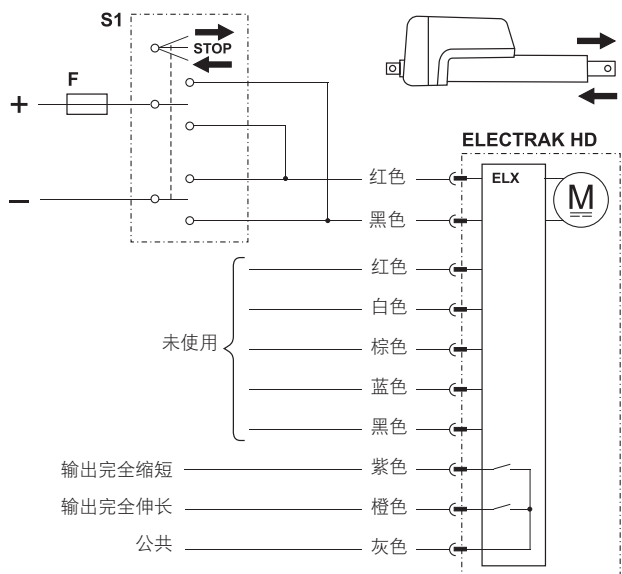 S1
STOP
F
+
−
ELECTRAK HD
ELX
M
红色
黑色
红色
白色
未使用
棕色
蓝色
黑色
输出完全缩短 紫色
输出完全伸长 橙色
公共 灰色